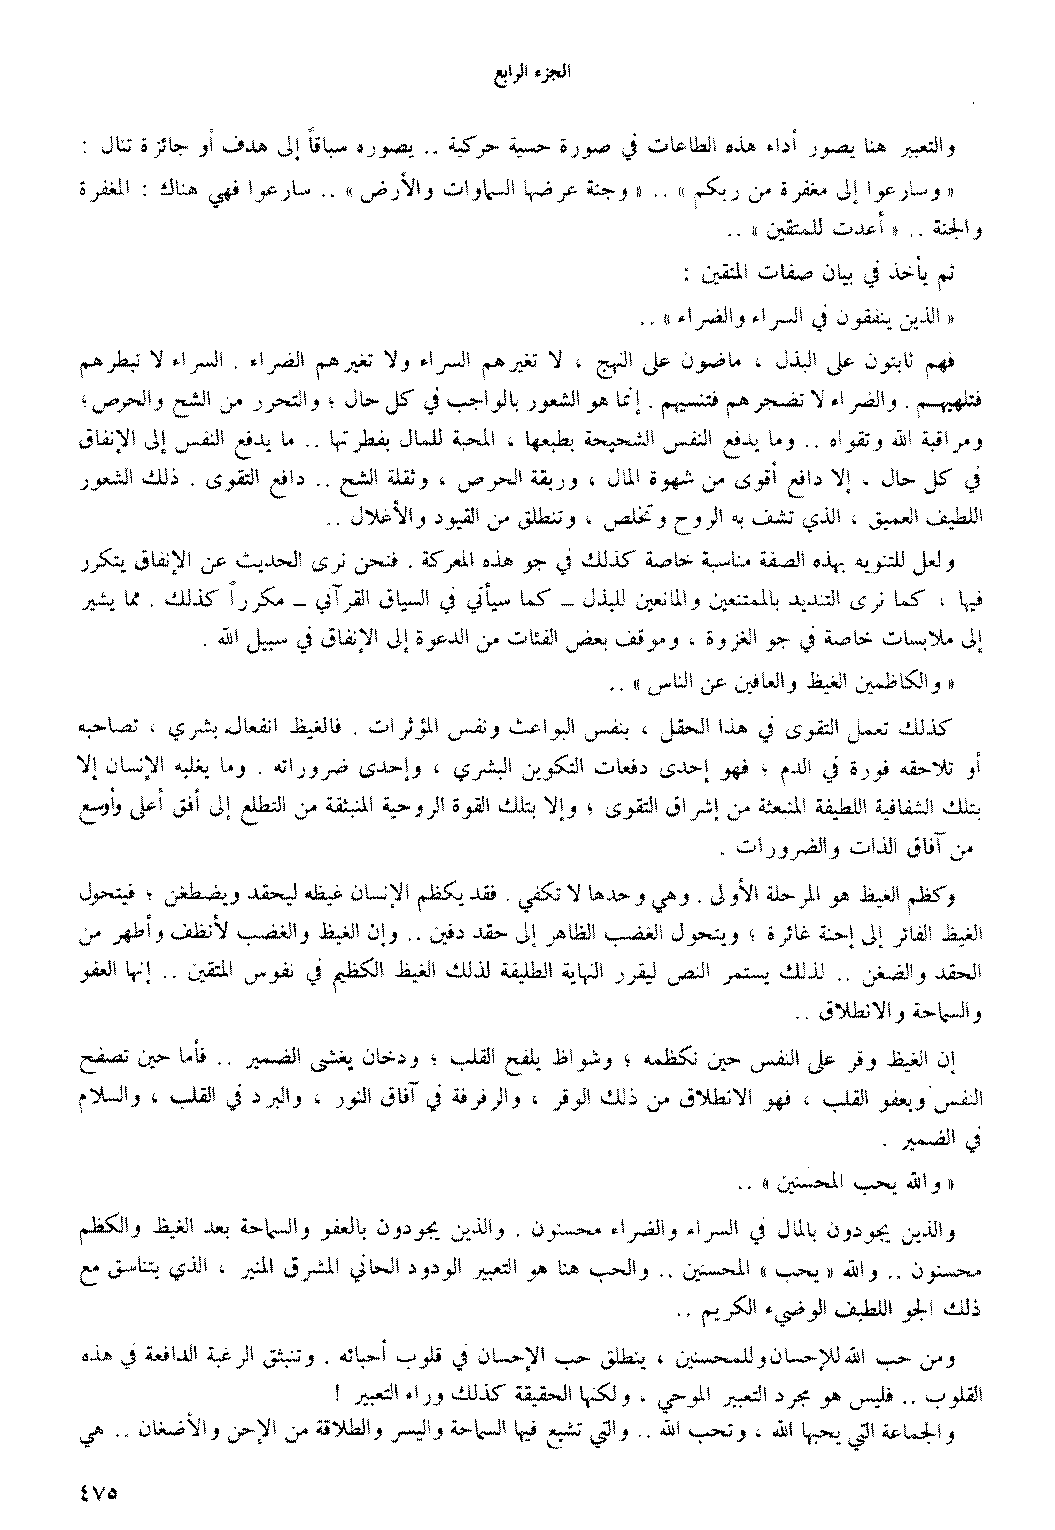 الجزء الرابع
والتعبير هنا يصور أداء هذه الطاعات في صورة حسية حركية .. يصوره سباقاً إلى هدف أو جائزة تنال :
« وسارعوا إلى مغفرة من ربكم » .. « وجنة عرضها السماوات والأرض » .. سارعوا فهي هناك : المغفرة
والجنة .. « أعدت للمتقين » ..
ثم يأخذ في بيان صفات المتقين :
« الذين ينفقون في السراء والضراء » ..
فهم ثابتون على البذل ، ماضون على النهج ، لا تغيرهم السراء ولا تغيرهم الضراء . السراء لا تبطرهم
فتلهيهم . والضراء لا تضجرهم فتنسيهم . إنما هو الشعور بالواجب في كل حال ؛ والتحرر من الشح والحرص ؛
ومراقبة الله وتقواه .. وما يدفع النفس الشحيحة بطبعها ، المحبة للمال بفطرتها .. ما يدفع النفس إلى الإنفاق
في كل حال ، إلا دافع أقوى من شهوة المال ، وربقة الحرص ، وثقلة الشح .. دافع التقوى . ذلك الشعور
اللطيف العميق ، الذي تشف به الروح وتخلص ، وتنطلق من القيود والأغلال ..
ولعل للتنويه بهذه الصفة مناسبة خاصة كذلك في جو هذه المعركة . فنحن نرى الحديث عن الإنفاق يتكرر
فيها ، كما نرى التنديد بالممتنعين والمانعين للبذل – كما سيأتي في السياق القرآني – مكرراً كذلك . مما يشير
إلى ملابسات خاصة في جو الغزوة ، وموقف بعض الفئات من الدعوة إلى الإنفاق في سبيل الله .
« والكاظمين الغيظ والعافين عن الناس » ..
كذلك تعمل التقوى في هذا الحقل ، بنفس البواعث ونفس المؤثرات . فالغيظ انفعال بشري ، تصاحبه
أو تلاحقه فورة في الدم ؛ فهو إحدى دفعات التكوين البشري ، وإحدى ضروراته . وما يغلبه الإنسان إلا
بتلك الشفافية اللطيفة المنبعثة من إشراق التقوى ؛ وإلا بتلك القوة الروحية المنبثقة من التطلع إلى أفق أعلى وأوسع
من آفاق الذات والضرورات .
وكظم الغيظ هو المرحلة الأولى . وهي وحدها لا تكفي . فقد يكظم الإنسان غيظه ليحقد ويضطغن ؛ فيتحول
الغيظ الفائر إلى إحنة غائرة ؛ ويتحول الغضب الظاهر إلى حقد دفين .. وإن الغيظ والغضب لأنظف وأطهر من
الحقد والضغن .. لذلك يستمر النص ليقرر النهاية الطليقة لذلك الغيظ الكظيم في نفوس المتقين .. إنها العفو
والسماحة والانطلاق ..
إن الغيظ وقر على النفس حين تكظمه ؛ وشواظ يلفح القلب ؛ ودخان يغشى الضمير .. فأما حين تصفح
النفس ويعفو القلب ، فهو الانطلاق من ذلك الوقر ، والرفرفة في آفاق النور ، والبرد في القلب ، والسلام
في الضمير .
« والله يحب المحسنين » ..
والذين يجودون بالمال في السراء والضراء محسنون . والذين يجودون بالعفو والسماحة بعد الغيظ والكظم
محسنون .. والله « يحب » المحسنين .. والحب هنا هو التعبير الودود الحاني المشرق المنير ، الذي يتناسق مع
ذلك الجو اللطيف الوضيء الكريم ..
ومن حب الله للإحسان وللمحسنين ، ينطلق حب الإحسان في قلوب أحبائه . وتنبثق الرغبة الدافعة في هذه
القلوب .. فليس هو مجرد التعبير الموحي ، ولكنها الحقيقة كذلك وراء التعبير !
والجماعة التي يحبها الله ، وتحب الله .. والتي تشيع فيها السماحة واليسر والطلاقة من الإحن والأضغان .. هي
٤٧٥